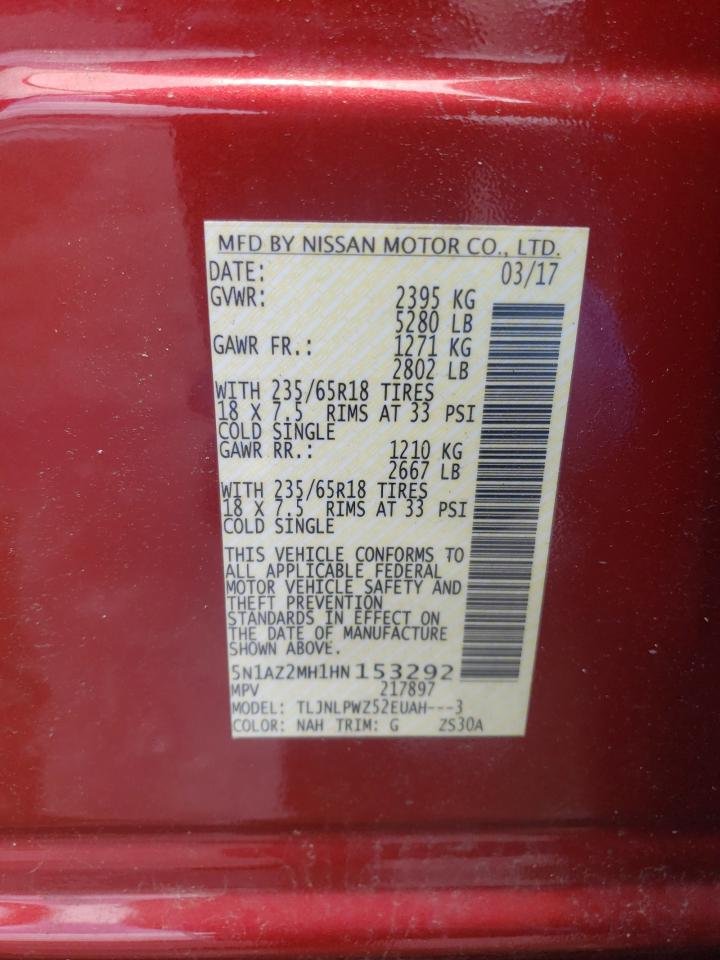 MFD BY NISSAN MOTOR CO., LTD.
DATE: 03/17
GVWR: 2395 KG
5280 LB
GAWR FR.: 1271 KG
2802 LB
WITH 235/65R18 TIRES
18 X 7.5 RIMS AT 33 PSI
COLD SINGLE
GAWR RR.: 1210 KG
2667 LB
WITH 235/65R18 TIRES
18 X 7.5 RIMS AT 33 PSI
COLD SINGLE
THIS VEHICLE CONFORMS TO
ALL APPLICABLE FEDERAL
MOTOR VEHICLE SAFETY AND
THEFT PREVENTION
STANDARDS IN EFFECT ON
THE DATE OF MANUFACTURE
SHOWN ABOVE.
5N1AZ2MH1HN 153292
MPV 217897
MODEL: TLJNLPWZ52EUAH---3
COLOR: NAH TRIM: G ZS30A